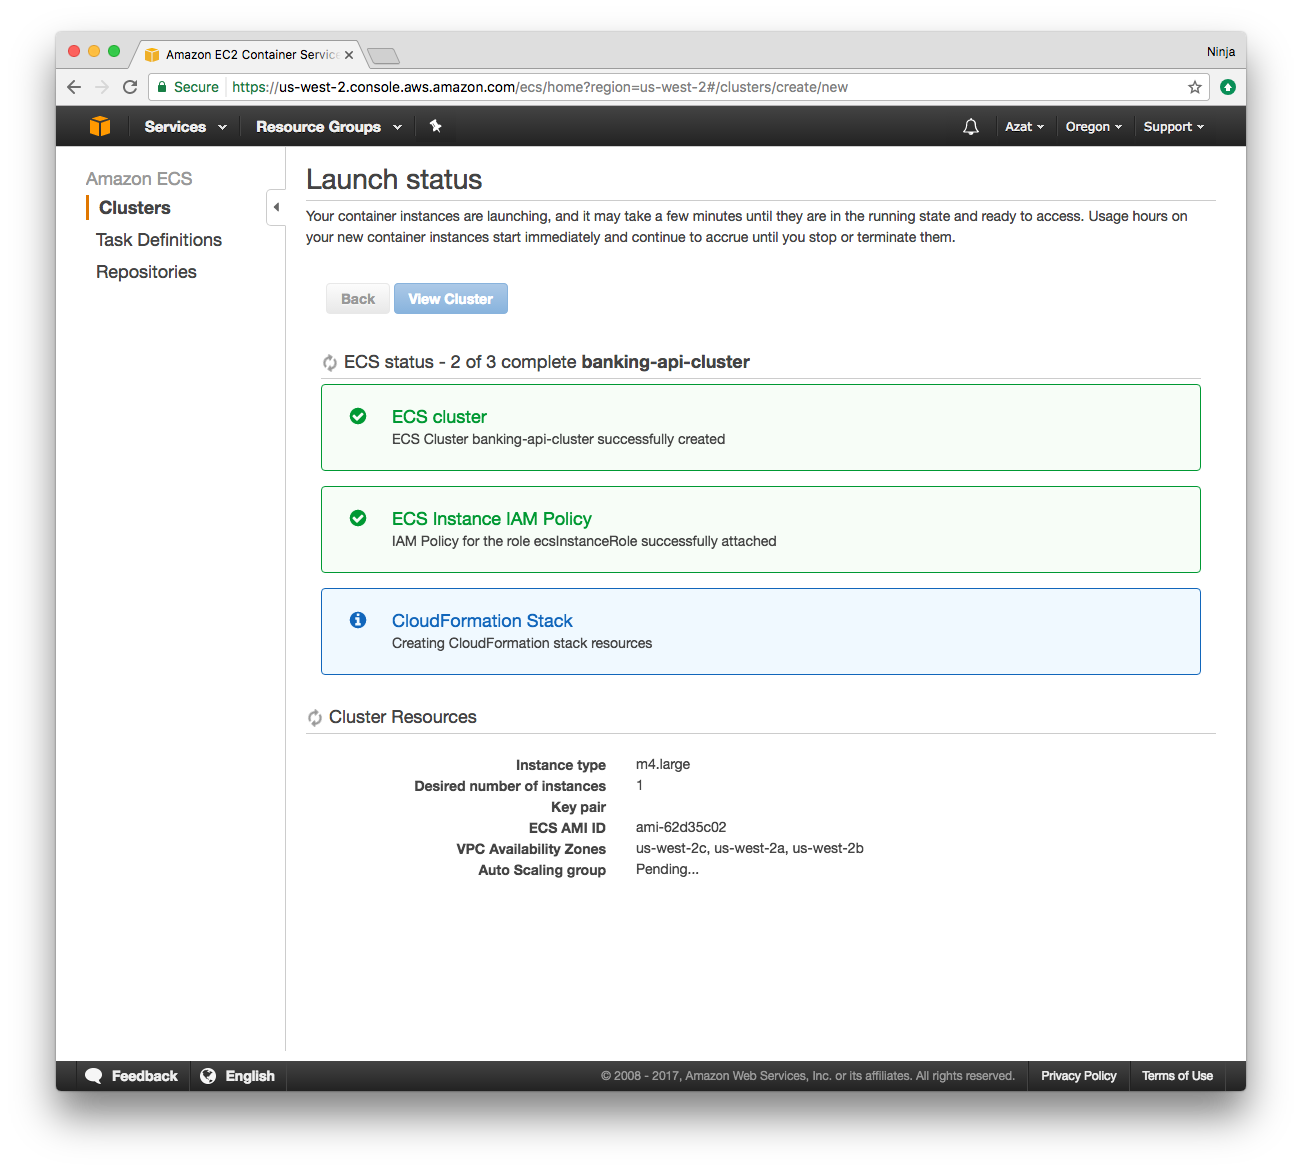 Amazon EC2 Container Servic
Ninja
Secure https://us-west-2.console.aws.amazon.com/ecs/home?region=us-west-2#/clusters/create/new
Services Resource Groups Azat Oregon Support
Amazon ECS
Clusters
Task Definitions
Repositories
Launch status
Your container instances are launching, and it may take a few minutes until they are in the running state and ready to access. Usage hours on
your new container instances start immediately and continue to accrue until you stop or terminate them.
Back View Cluster
ECS status - 2 of 3 complete banking-api-cluster
ECS cluster
ECS Cluster banking-api-cluster successfully created
ECS Instance IAM Policy
IAM Policy for the role ecsInstanceRole successfully attached
CloudFormation Stack
Creating CloudFormation stack resources
Cluster Resources
Instance type m4.large
Desired number of instances 1
Key pair
ECS AMI ID ami-62d35c02
VPC Availability Zones us-west-2c, us-west-2a, us-west-2b
Auto Scaling group Pending...
Feedback English © 2008 - 2017, Amazon Web Services, Inc. or its affiliates. All rights reserved. Privacy Policy Terms of Use